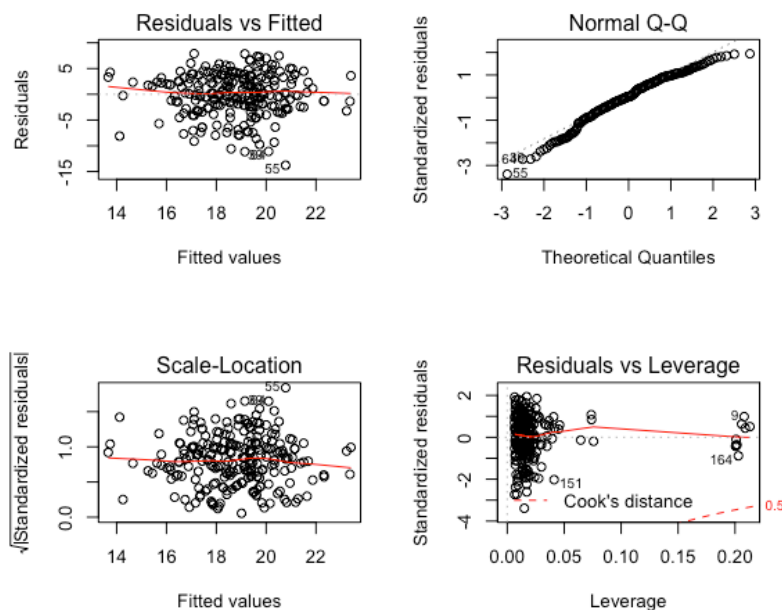 Residuals vs Fitted
Residuals
5
-5
-15
14 16 18 20 22
55
Fitted values
Normal Q-Q
Standardized residuals
1
-1
-3
-3 -2 -1 0 1 2 3
55
Theoretical Quantiles
Scale-Location
√|Standardized residuals|
1.0
0.0
14 16 18 20 22
55
Fitted values
Residuals vs Leverage
Standardized residuals
2
0
-2
-4
0.00 0.05 0.10 0.15 0.20
9
164
151
Cook's distance
0.5
Leverage